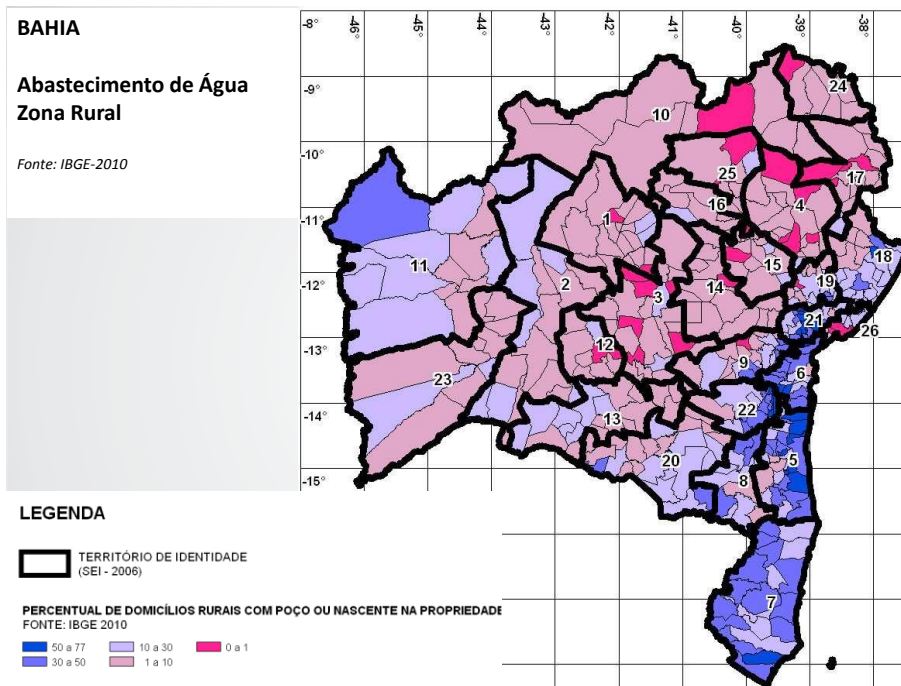 BAHIA
Abastecimento de Água
Zona Rural
Fonte: IBGE-2010
-46° -45° -44° -43° -42° -41° -40° -39° -38°
-8°
-9°
-10°
-11°
-12°
-13°
-14°
-15°
24
10
17
25
16
4
1
18
11
15
19
2
14
3
21
26
12
9
6
23
22
13
5
20
8
7
LEGENDA
TERRITÓRIO DE IDENTIDADE
(SEI - 2006)
PERCENTUAL DE DOMICÍLIOS RURAIS COM POÇO OU NASCENTE NA PROPRIEDADE
FONTE: IBGE 2010
50 a 77 10 a 30 0 a 1
30 a 50 1 a 10